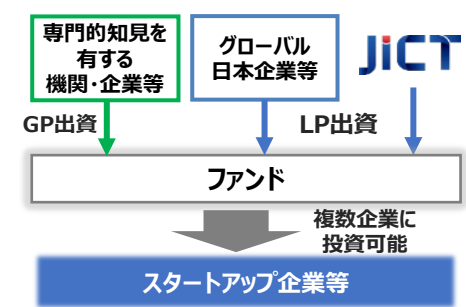 専門的知見を
有する
機関・企業等
グローバル
日本企業等
JiCT
GP出資
LP出資
ファンド
複数企業に
投資可能
スタートアップ企業等